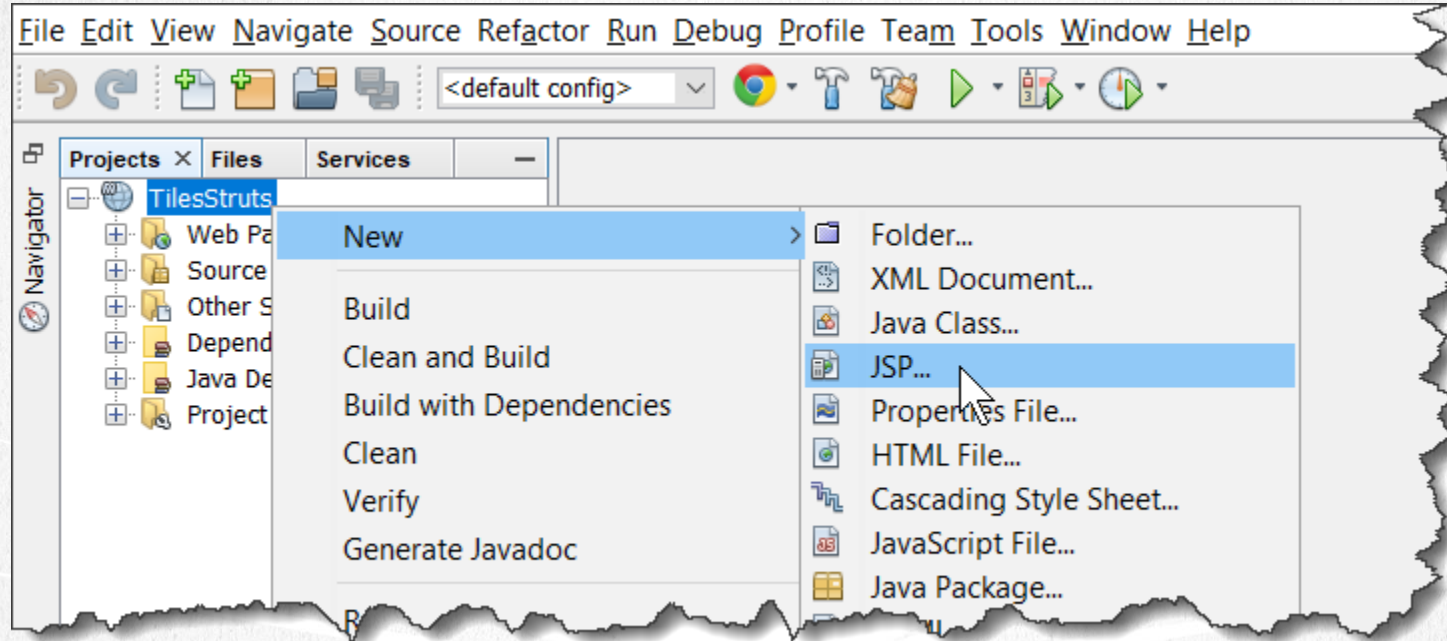 File Edit View Navigate Source Refactor Run Debug Profile Team Tools Window Help
<default config>
Projects Files Services
Navigator
TilesStruts
Web Pa
Source
Other S
Depend
Java De
Project
New
Build
Clean and Build
Build with Dependencies
Clean
Verify
Generate Javadoc
Folder...
XML Document...
Java Class...
JSP...
Properties File...
HTML File...
Cascading Style Sheet...
JavaScript File...
Java Package...